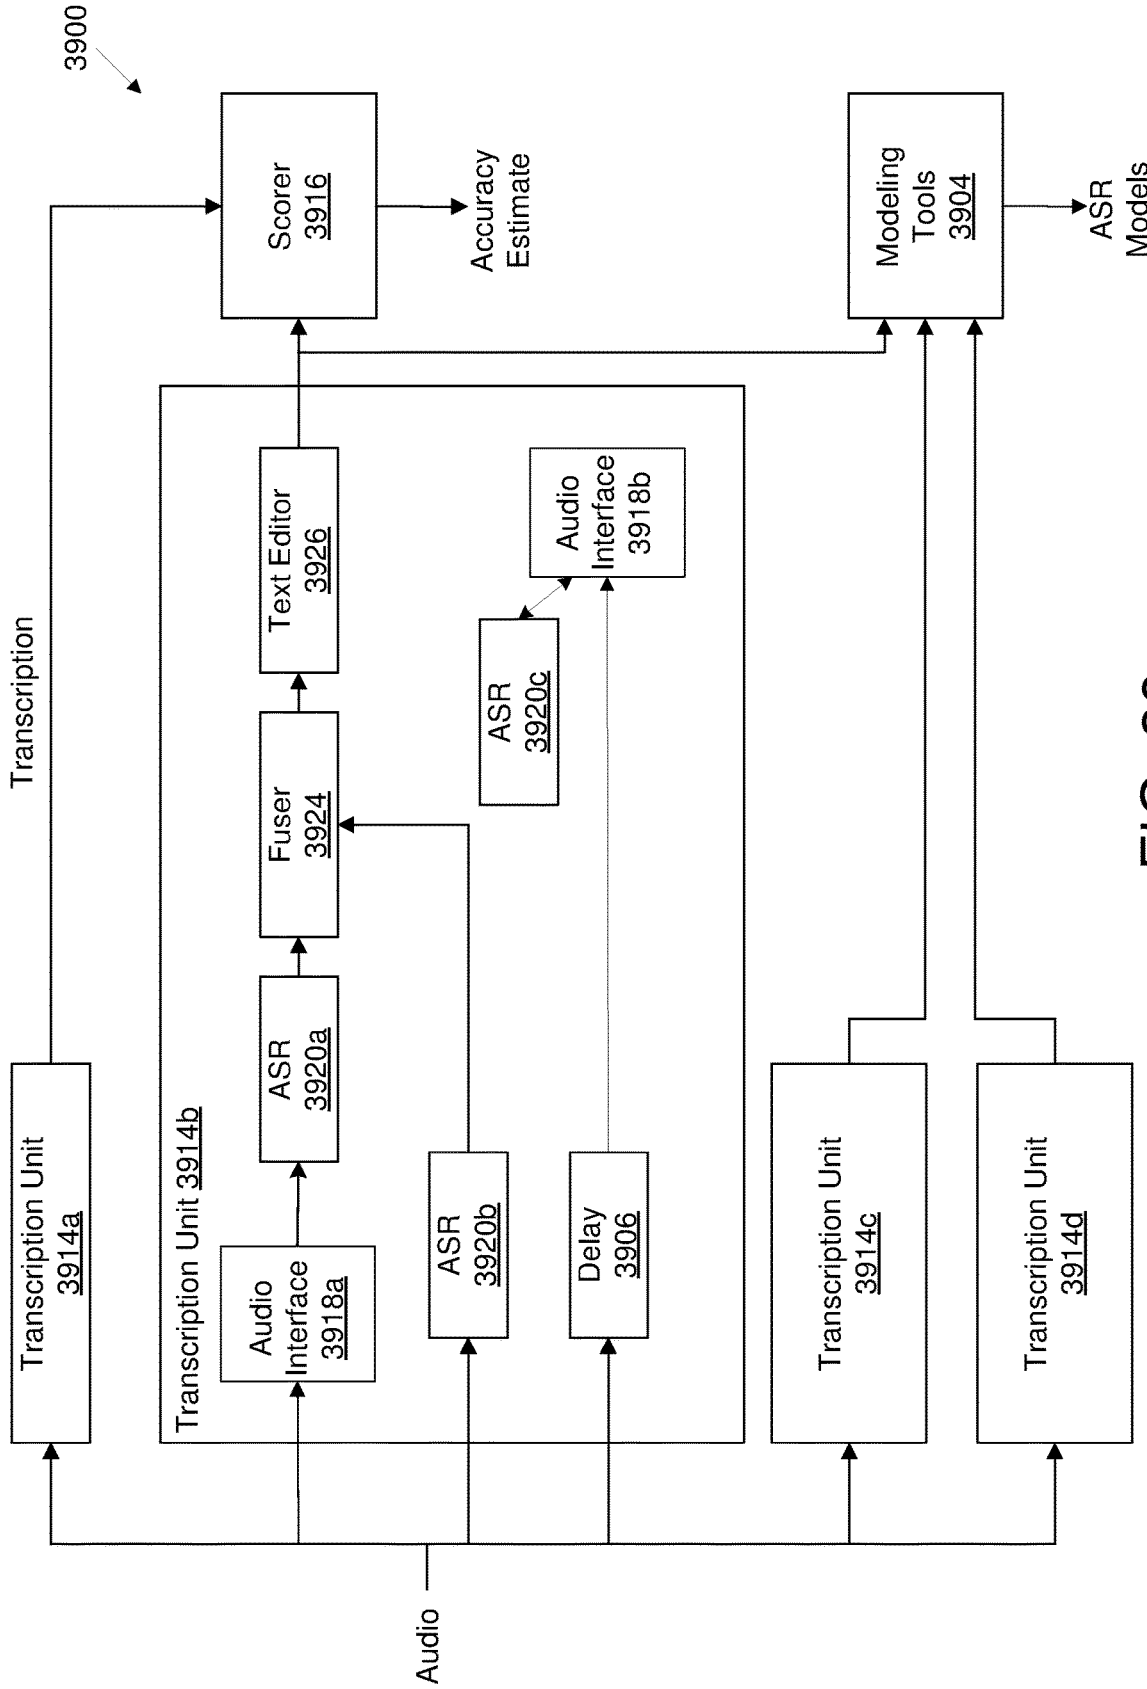 3900
Transcription
Transcription Unit
3914a
Transcription Unit 3914b
Audio
Interface
3918a
ASR
3920a
Fuser
3924
Text Editor
3926
Scorer
3916
Accuracy
Estimate
Audio
ASR
3920b
ASR
3920c
Audio
Interface
3918b
Delay
3906
Transcription Unit
3914c
Transcription Unit
3914d
Modeling
Tools
3904
ASR
Models